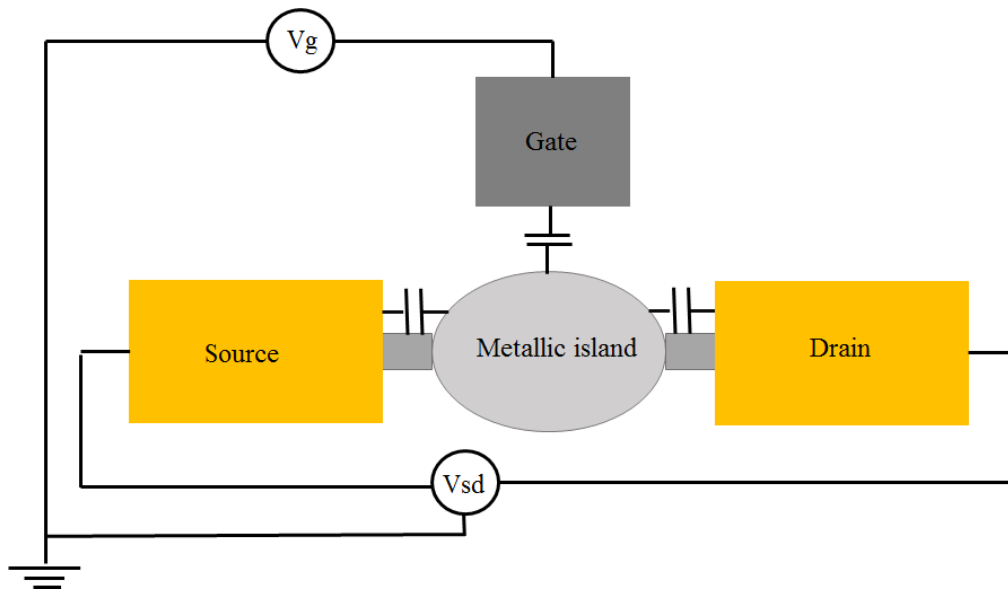 Vg
Gate
Source
Metallic island
Drain
Vsd